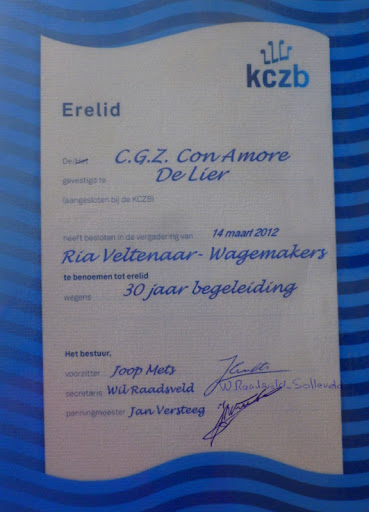 kczb
Erelid
De/Het C.G.Z. Con Amore
gevestigd te De Lier
(aangesloten bij de KCZB)
heeft besloten in de vergadering van 14 maart 2012
Ria Veltenaar-Wagemakers
te benoemen tot erelid
wegens 30 jaar begeleiding
Het bestuur,
voorzitter Joop Mets
secretaris Wil Raadsveld
penningmeester Jan Versteeg